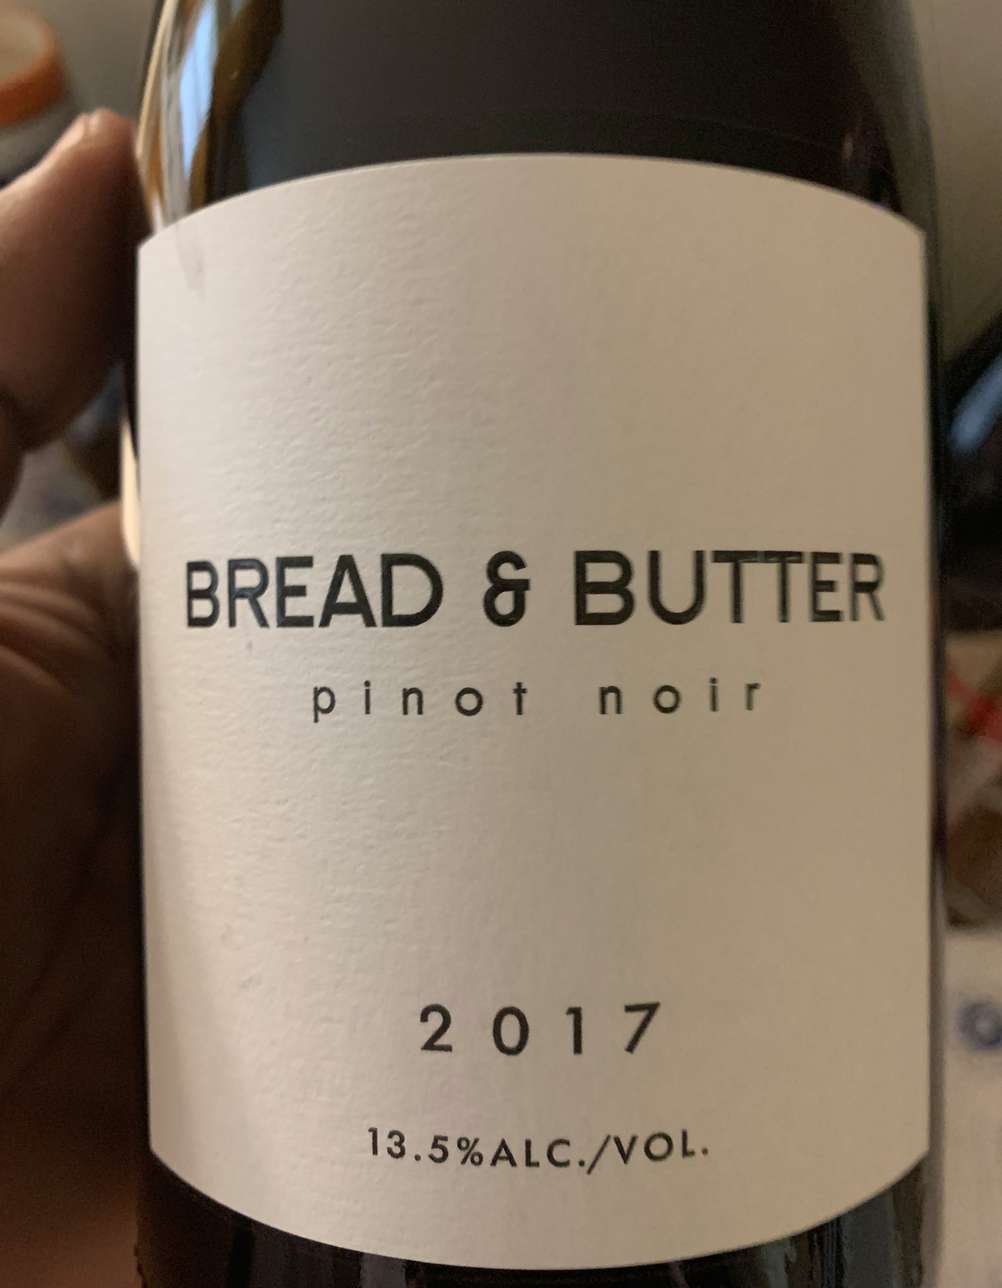 BREAD & BUTTER
pinot noir
2017
13.5%ALC./VOL.